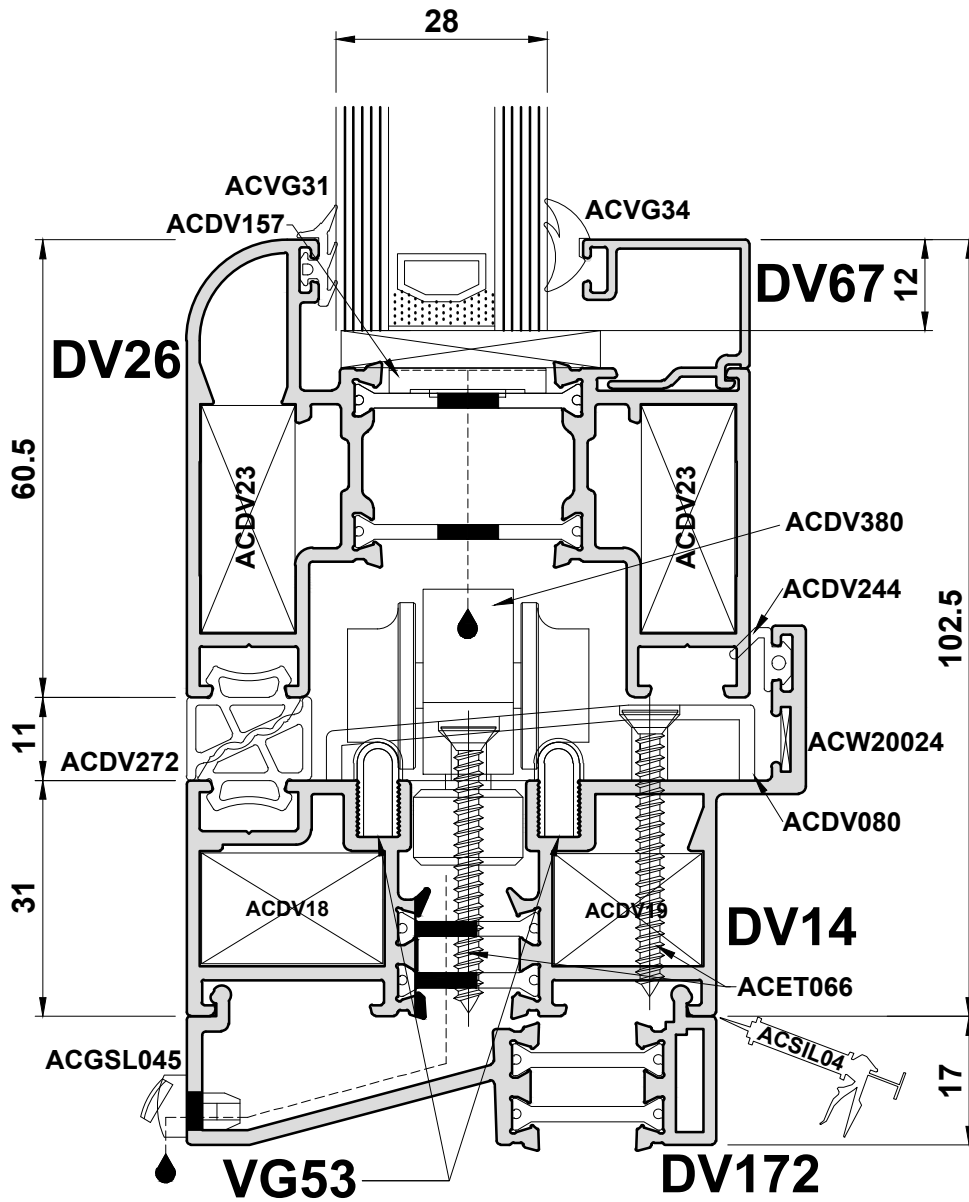 28
ACVG31
ACDV157
ACVG34
DV67
12
DV26
60.5
ACDV23
ACDV23
ACDV380
ACDV244
102.5
11
ACDV272
ACW20024
ACDV080
31
ACDV18
ACDV19
DV14
ACET066
ACGSL045
ACSIL04
17
VG53
DV172